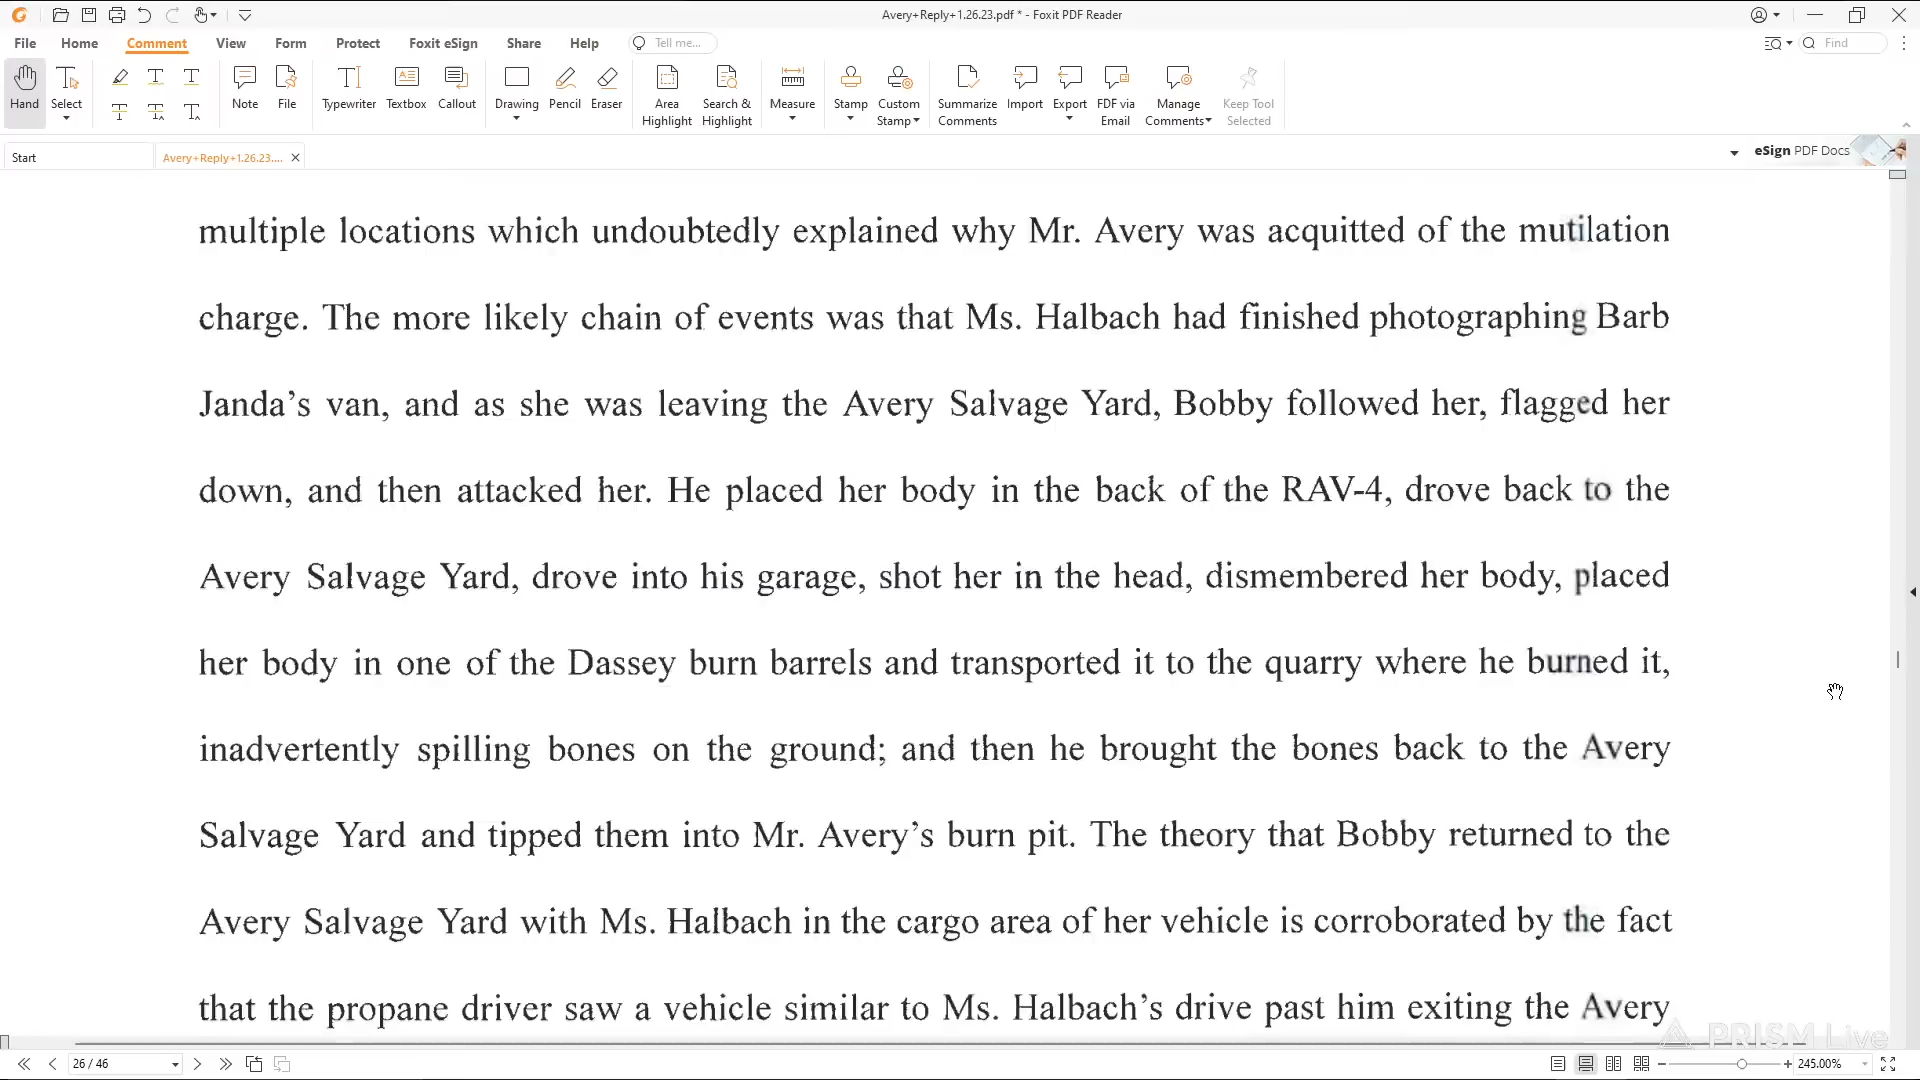 Avery+Reply+1.26.23.pdf * - Foxit PDF Reader
File Home Comment View Form Protect Foxit eSign Share Help Tell me... Find
Hand Select Note File Typewriter Textbox Callout Drawing Pencil Eraser Area Highlight Search & Highlight Measure Stamp Custom Stamp Summarize Comments Import Export FDF via Email Manage Comments Keep Tool Selected
Start Avery+Reply+1.26.23.... eSign PDF Docs
multiple locations which undoubtedly explained why Mr. Avery was acquitted of the mutilation
charge. The more likely chain of events was that Ms. Halbach had finished photographing Barb
Janda’s van, and as she was leaving the Avery Salvage Yard, Bobby followed her, flagged her
down, and then attacked her. He placed her body in the back of the RAV-4, drove back to the
Avery Salvage Yard, drove into his garage, shot her in the head, dismembered her body, placed
her body in one of the Dassey burn barrels and transported it to the quarry where he burned it,
inadvertently spilling bones on the ground; and then he brought the bones back to the Avery
Salvage Yard and tipped them into Mr. Avery’s burn pit. The theory that Bobby returned to the
Avery Salvage Yard with Ms. Halbach in the cargo area of her vehicle is corroborated by the fact
that the propane driver saw a vehicle similar to Ms. Halbach’s drive past him exiting the Avery
PRISM Live
26 / 46 245.00%